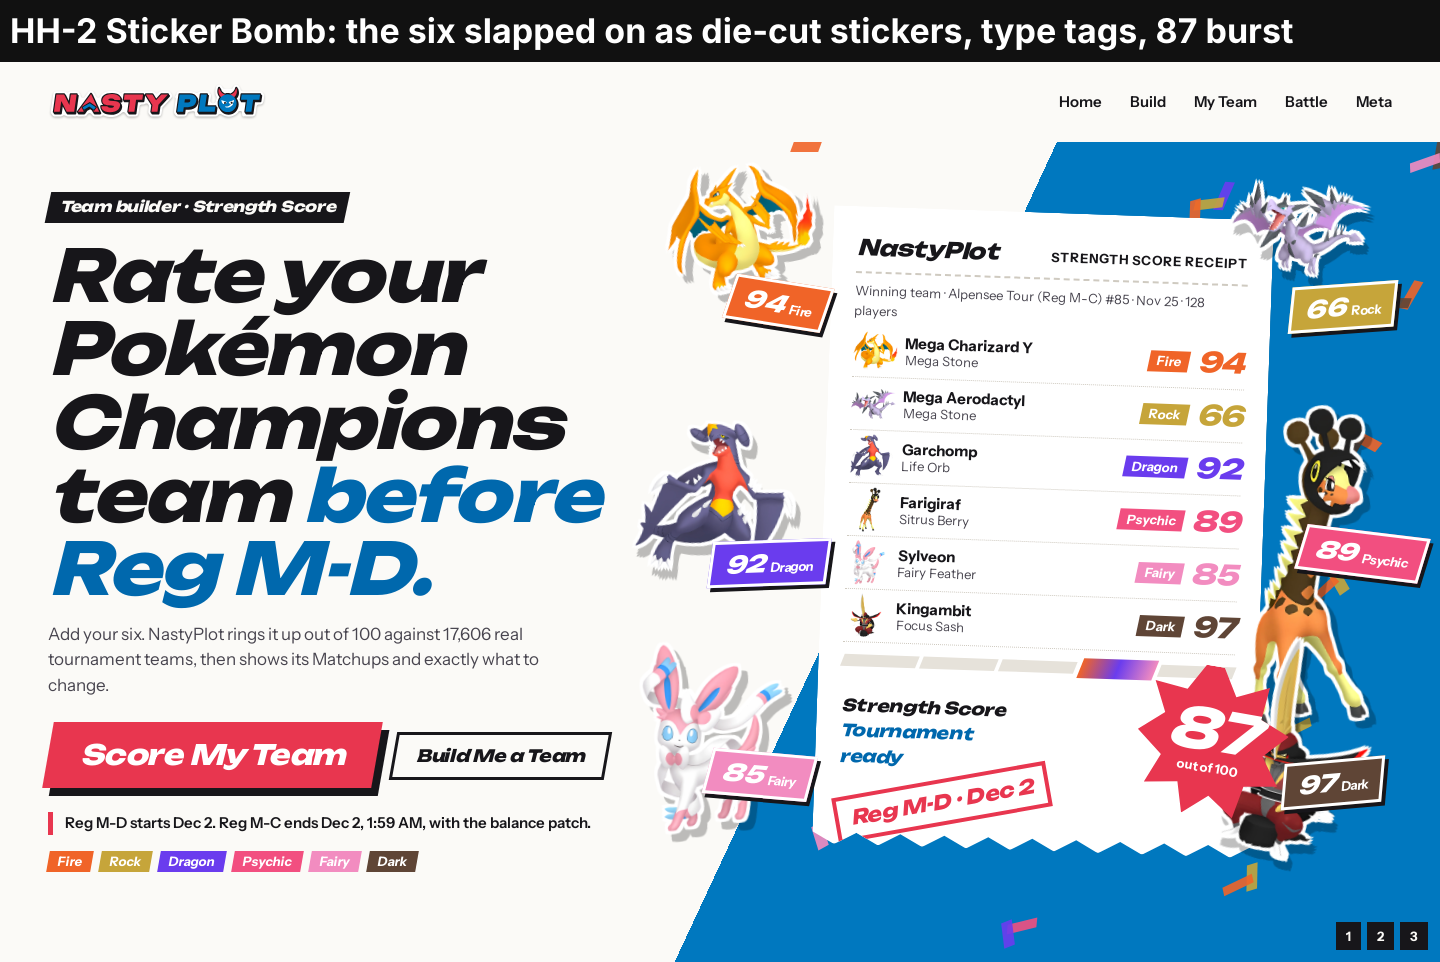 HH-2 Sticker Bomb: the six slapped on as die-cut stickers, type tags, 87 burst
NASTY PLOT
Home Build My Team Battle Meta
Team builder · Strength Score
Rate your
Pokémon
Champions
team before
Reg M-D.
Add your six. NastyPlot rings it up out of 100 against 17,606 real
tournament teams, then shows its Matchups and exactly what to
change.
Score My Team
Build Me a Team
Reg M-D starts Dec 2. Reg M-C ends Dec 2, 1:59 AM, with the balance patch.
Fire Rock Dragon Psychic Fairy Dark
94 Fire
92 Dragon
85 Fairy
NastyPlot
STRENGTH SCORE RECEIPT
Winning team · Alpensee Tour (Reg M-C) #85 · Nov 25 · 128
players
Mega Charizard Y
Mega Stone
Fire 94
Mega Aerodactyl
Mega Stone
Rock 66
Garchomp
Life Orb
Dragon 92
Farigiraf
Sitrus Berry
Psychic 89
Sylveon
Fairy Feather
Fairy 85
Kingambit
Focus Sash
Dark 97
Strength Score
Tournament
ready
Reg M-D · Dec 2
87
out of 100
66 Rock
89 Psychic
97 Dark
1 2 3